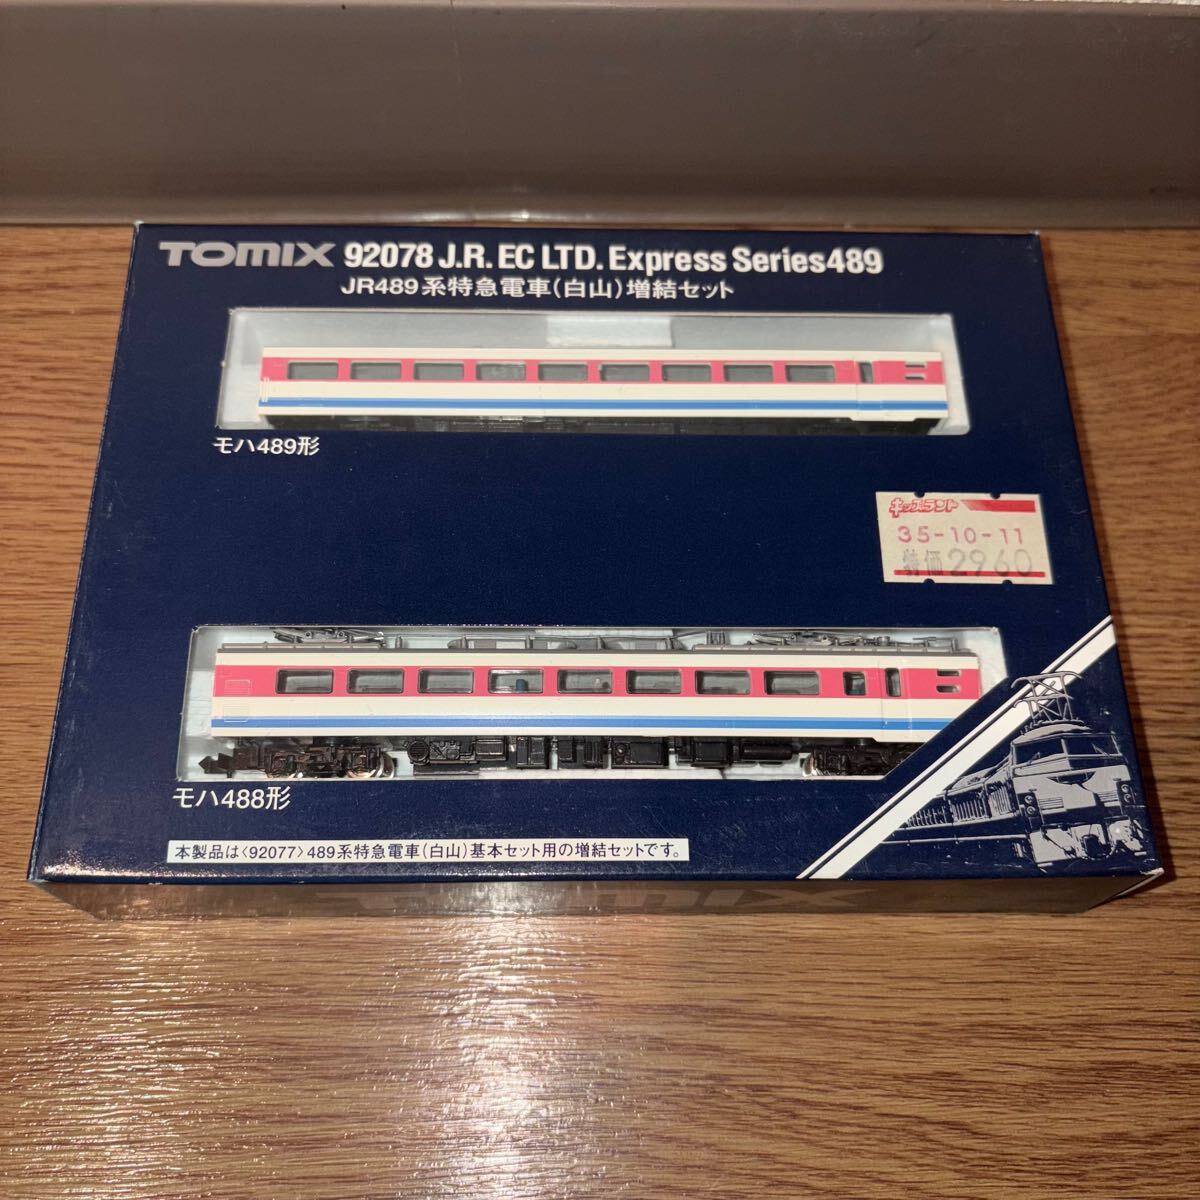 TOMIX 92078 J.R. EC LTD. Express Series489
JR489系特急電車(白山)増結セット
モハ489形
キッズランド
35-10-11
特価2960
モハ488形
本製品は〈92077〉489系特急電車(白山)基本セット用の増結セットです。
TOMIX